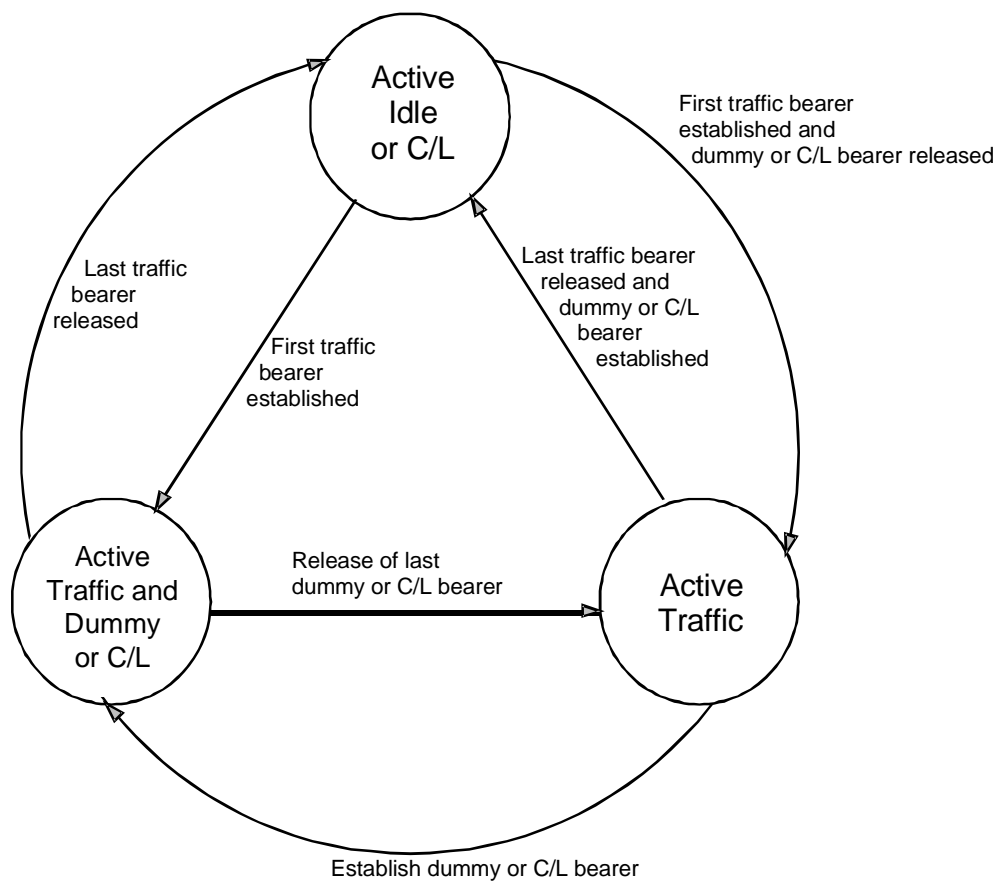 Active
Idle
or C/L
First traffic bearer
established and
dummy or C/L bearer released
Last traffic
bearer
released
Last traffic bearer
released and
dummy or C/L
bearer
established
First traffic
bearer
established
Active
Traffic and
Dummy
or C/L
Release of last
dummy or C/L bearer
Active
Traffic
Establish dummy or C/L bearer